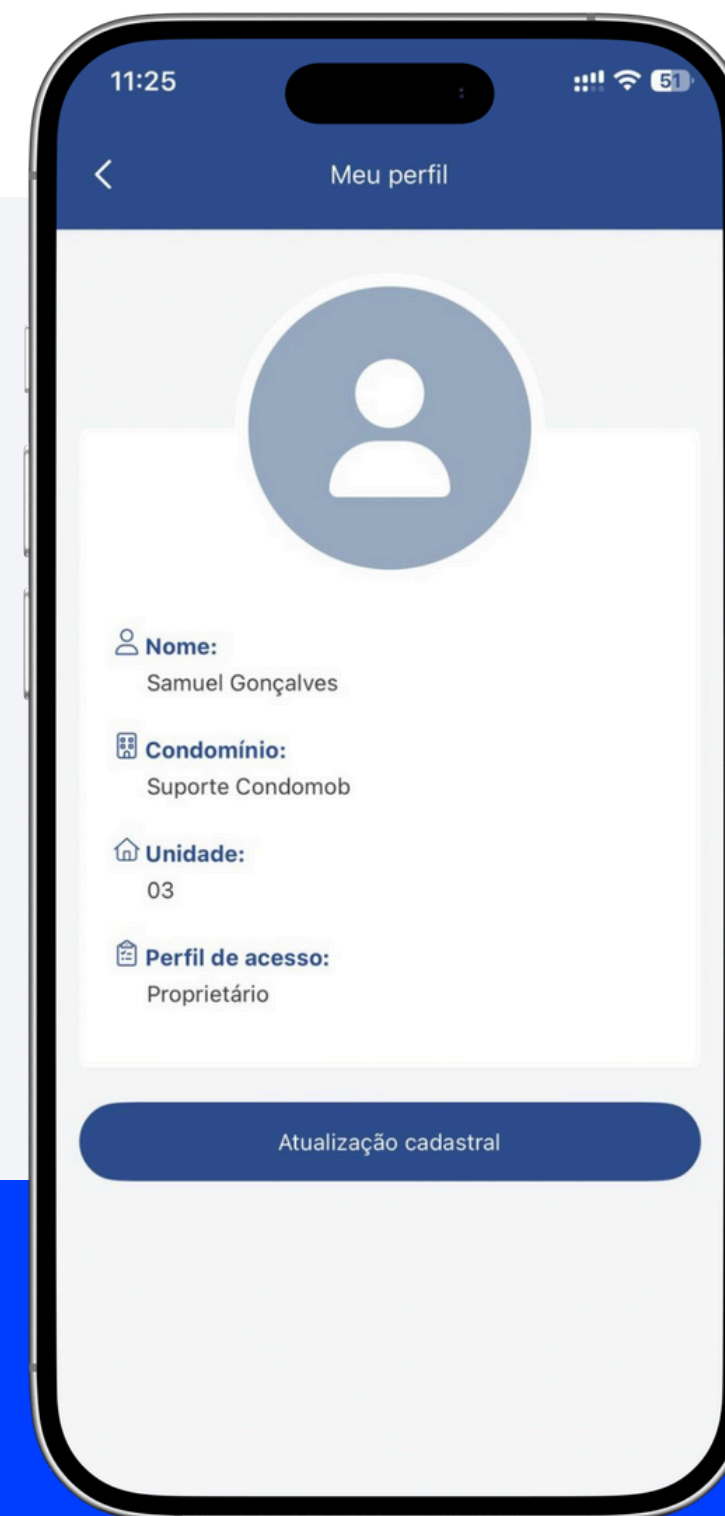 11:25
51
Meu perfil
Nome:
Samuel Gonçalves
Condomínio:
Suporte Condomob
Unidade:
03
Perfil de acesso:
Proprietário
Atualização cadastral